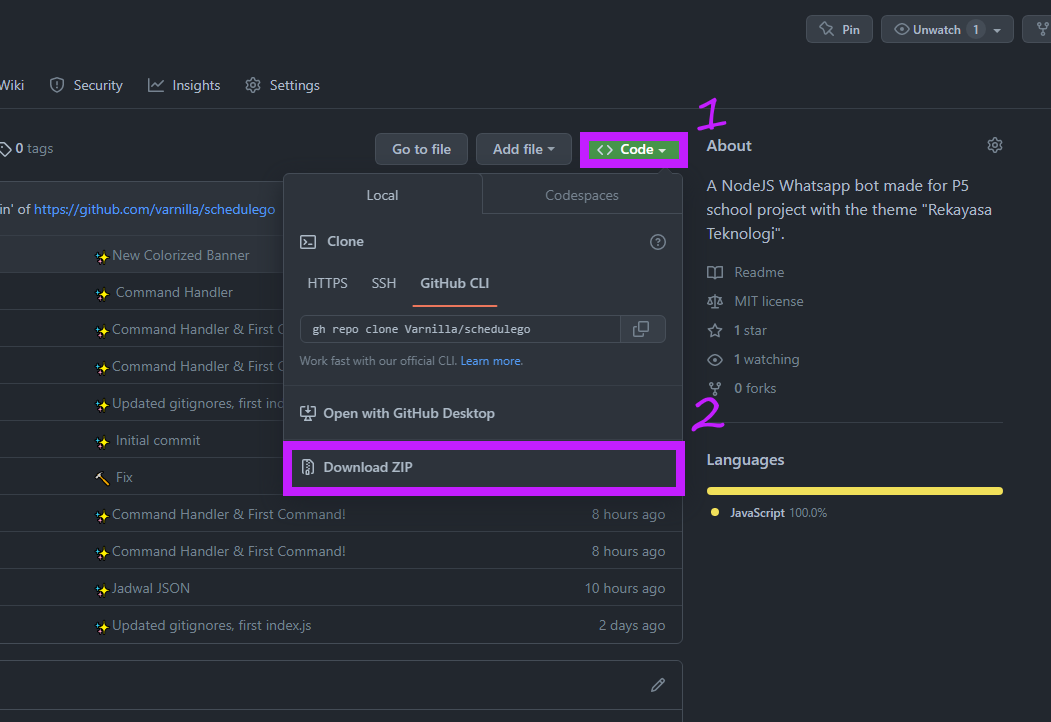 Pin
Unwatch 1
Wiki
Security
Insights
Settings
1
0 tags
Go to file
Add file
Code
About
Local
Codespaces
A NodeJS Whatsapp bot made for P5
school project with the theme "Rekayasa
Teknologi".
in' of https://github.com/varnilla/schedulego
Clone
New Colorized Banner
HTTPS
SSH
GitHub CLI
Readme
Command Handler
MIT license
gh repo clone Varnilla/schedulego
Command Handler & First C
1 star
Work fast with our official CLI. Learn more.
Command Handler & First C
1 watching
0 forks
Updated gitignores, first ind
Open with GitHub Desktop
2
Initial commit
Languages
Download ZIP
Fix
JavaScript 100.0%
Command Handler & First Command!
8 hours ago
Command Handler & First Command!
8 hours ago
Jadwal JSON
10 hours ago
Updated gitignores, first index.js
2 days ago